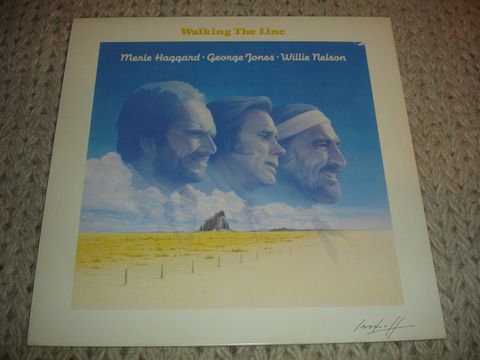 Walking The Line
Merle Haggard · George Jones · Willie Nelson